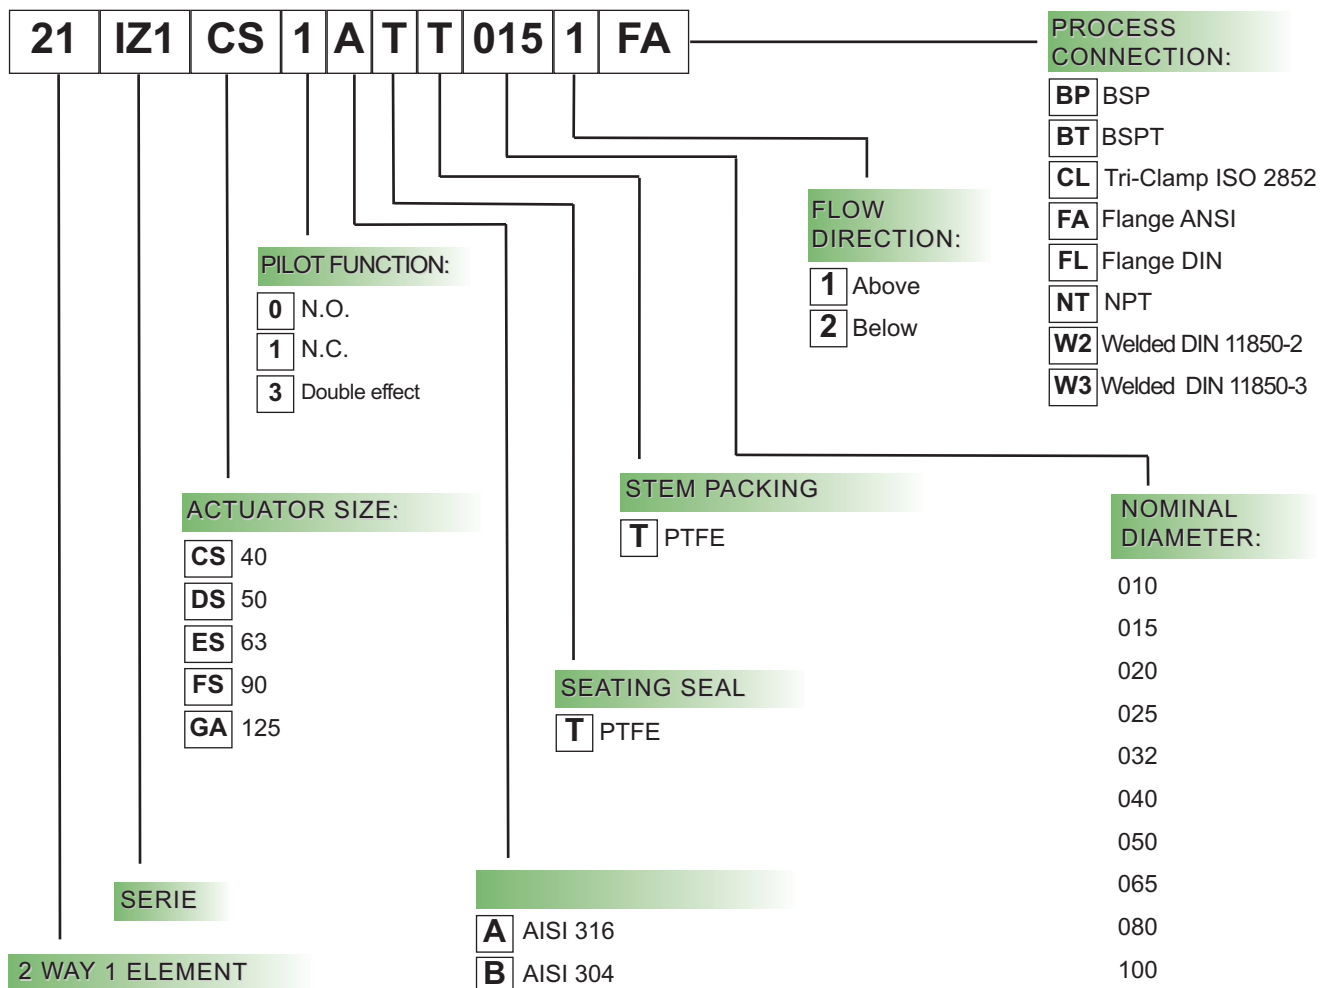 21 IZ1 CS 1 A T T 015 1 FA
PROCESS
CONNECTION:
BP BSP
BT BSPT
CL Tri-Clamp ISO 2852
FA Flange ANSI
FL Flange DIN
NT NPT
W2 Welded DIN 11850-2
W3 Welded DIN 11850-3
FLOW
DIRECTION:
1 Above
2 Below
PILOT FUNCTION:
0 N.O.
1 N.C.
3 Double effect
ACTUATOR SIZE:
CS 40
DS 50
ES 63
FS 90
GA 125
STEM PACKING
T PTFE
NOMINAL
DIAMETER:
010
015
020
025
032
040
050
065
080
100
SEATING SEAL
T PTFE
SERIE
A AISI 316
B AISI 304
2 WAY 1 ELEMENT